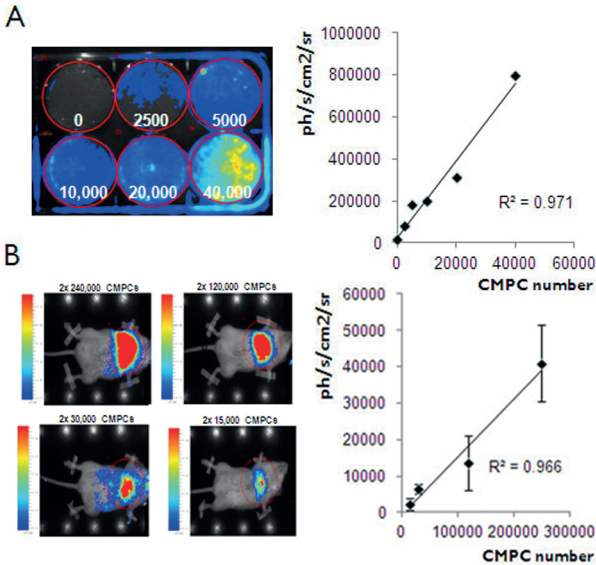 A
0
2500
5000
10,000
20,000
40,000
ph/s/cm2/sr
1000000
800000
600000
400000
200000
0
R² = 0.971
0
20000
40000
60000
CMPC number
B
2x 240,000 CMPCs
2x 120,000 CMPCs
2x 30,000 CMPCs
2x 15,000 CMPCs
ph/s/cm2/sr
60000
50000
40000
30000
20000
10000
0
R² = 0.966
0
100000
200000
300000
CMPC number